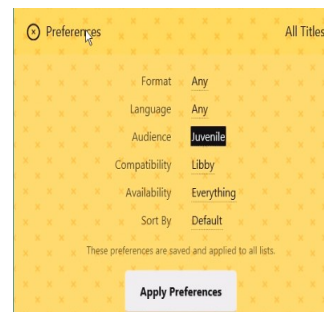 Preferences All Titles
Format Any
Language Any
Audience Juvenile
Compatibility Libby
Availability Everything
Sort By Default
These preferences are saved and applied to all lists.
Apply Preferences